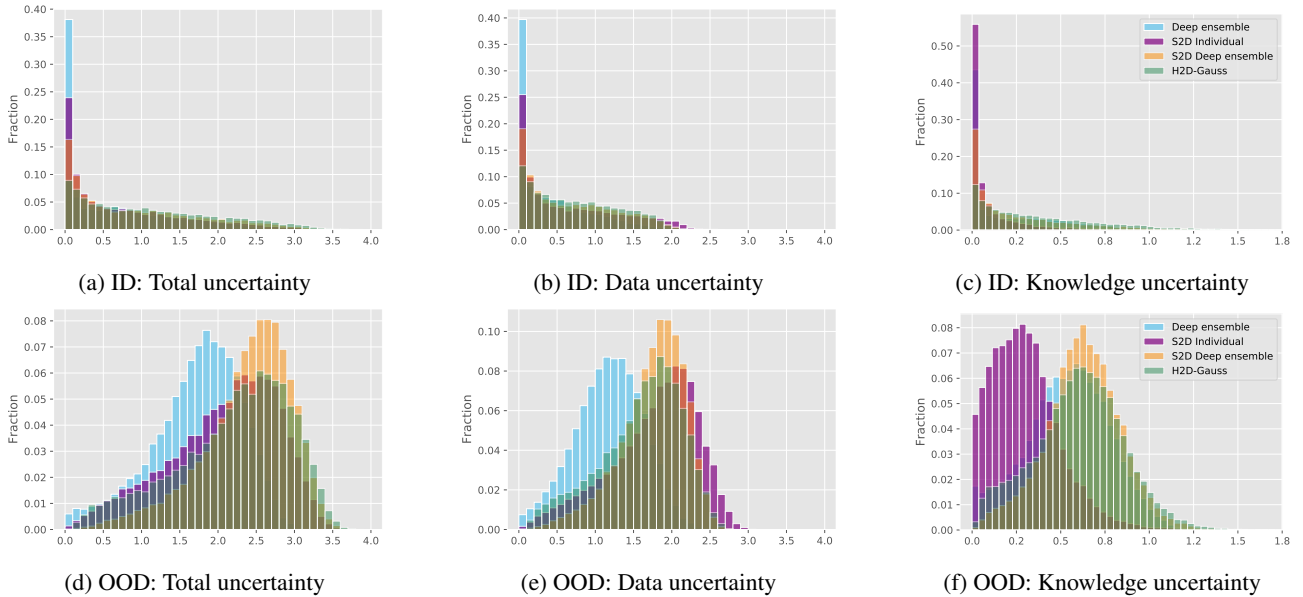 0.40
0.35
0.30
0.25
0.20
0.15
0.10
0.05
0.00
Fraction
0.0 0.5 1.0 1.5 2.0 2.5 3.0 3.5 4.0
(a) ID: Total uncertainty
0.40
0.35
0.30
0.25
0.20
0.15
0.10
0.05
0.00
Fraction
0.0 0.5 1.0 1.5 2.0 2.5 3.0 3.5 4.0
(b) ID: Data uncertainty
0.50
0.40
0.30
0.20
0.10
0.00
Fraction
Deep ensemble
S2D Individual
S2D Deep ensemble
H2D-Gauss
0.0 0.2 0.5 0.8 1.0 1.2 1.5 1.8
(c) ID: Knowledge uncertainty
0.08
0.07
0.06
0.05
0.04
0.03
0.02
0.01
0.00
Fraction
0.0 0.5 1.0 1.5 2.0 2.5 3.0 3.5 4.0
(d) OOD: Total uncertainty
0.10
0.08
0.06
0.04
0.02
0.00
Fraction
0.0 0.5 1.0 1.5 2.0 2.5 3.0 3.5 4.0
(e) OOD: Data uncertainty
0.08
0.07
0.06
0.05
0.04
0.03
0.02
0.01
0.00
Fraction
Deep ensemble
S2D Individual
S2D Deep ensemble
H2D-Gauss
0.0 0.2 0.5 0.8 1.0 1.2 1.5 1.8
(f) OOD: Knowledge uncertainty